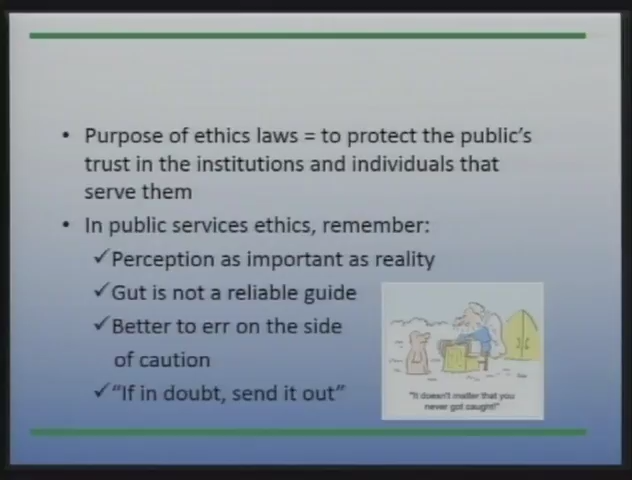 • Purpose of ethics laws = to protect the public's
trust in the institutions and individuals that
serve them
• In public services ethics, remember:
✓Perception as important as reality
✓Gut is not a reliable guide
✓Better to err on the side
of caution
✓"If in doubt, send it out"
"It doesn't matter that you
never got caught!"